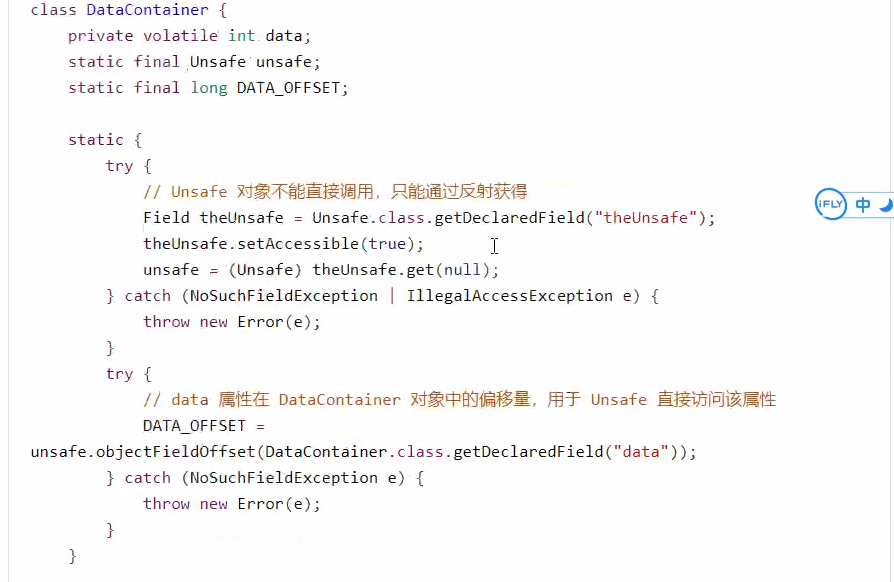 class DataContainer {
    private volatile int data;
    static final Unsafe unsafe;
    static final long DATA_OFFSET;

    static {
        try {
            // Unsafe 对象不能直接调用，只能通过反射获得
            Field theUnsafe = Unsafe.class.getDeclaredField("theUnsafe");
            theUnsafe.setAccessible(true);
            unsafe = (Unsafe) theUnsafe.get(null);
        } catch (NoSuchFieldException | IllegalAccessException e) {
            throw new Error(e);
        }
        try {
            // data 属性在 DataContainer 对象中的偏移量，用于 Unsafe 直接访问该属性
            DATA_OFFSET =
unsafe.objectFieldOffset(DataContainer.class.getDeclaredField("data"));
        } catch (NoSuchFieldException e) {
            throw new Error(e);
        }
    }
iFLY 中